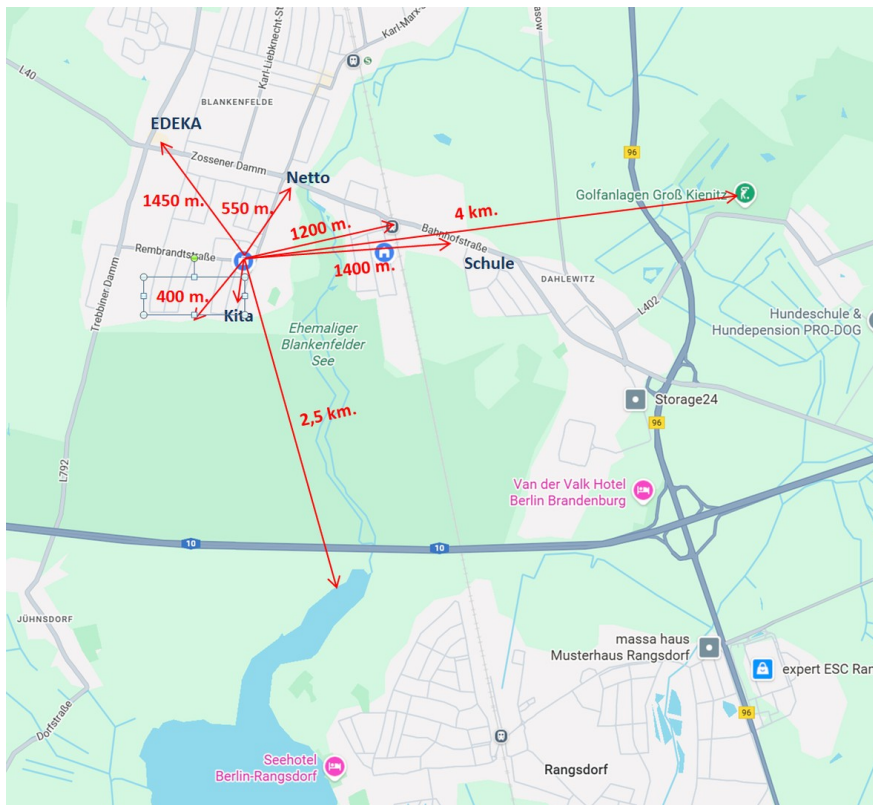 Karl-Marx-S
asow
Karl-Liebknecht-St
L40
BLANKENFELDE
EDEKA
Zossener Damm
96
L402
Netto
Golfanlagen Groß Kienitz
1450 m.
550 m.
1200 m.
4 km.
Bahnhofstraße
Rembrandtstraße
Schule
1400 m.
DAHLEWITZ
Trebbiner Damm
400 m.
Kita
L402
Hundeschule &
Hundepension PRO-DOG
Ehemaliger
Blankenfelder
See
Storage24
2,5 km.
96
L792
Van der Valk Hotel
Berlin Brandenburg
10
10
JÜHNSDORF
massa haus
Musterhaus Rangsdorf
expert ESC Ran
Dorfstraße
96
Seehotel
Berlin-Rangsdorf
Rangsdorf